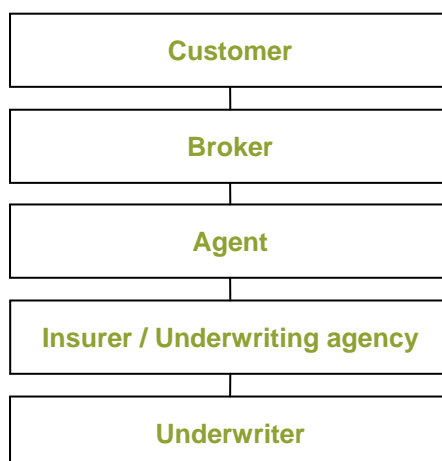 Customer
Broker
Agent
Insurer / Underwriting agency
Underwriter